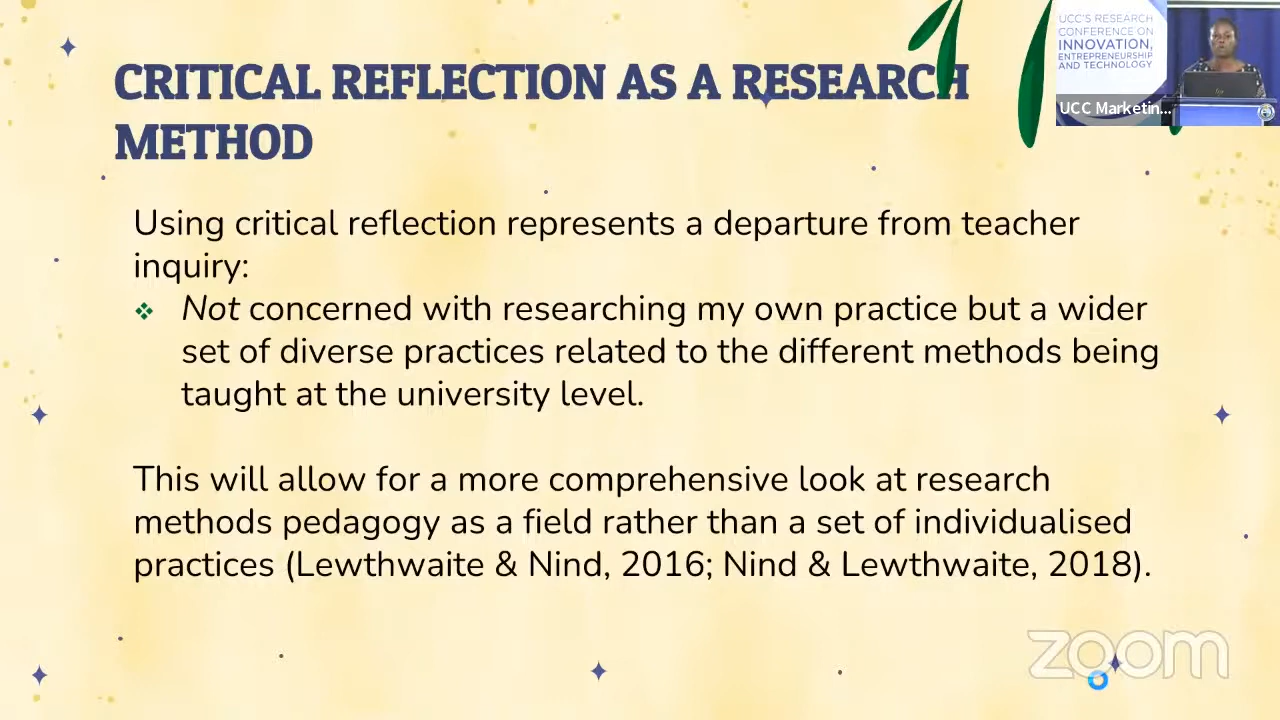 CRITICAL REFLECTION AS A RESEARCH
METHOD
UCC'S RESEARCH
CONFERENCE ON
INNOVATION,
ENTREPRENEURSHIP
AND TECHNOLOGY
UCC Marketin...
Using critical reflection represents a departure from teacher
inquiry:
Not concerned with researching my own practice but a wider
set of diverse practices related to the different methods being
taught at the university level.
This will allow for a more comprehensive look at research
methods pedagogy as a field rather than a set of individualised
practices (Lewthwaite & Nind, 2016; Nind & Lewthwaite, 2018).
zoom